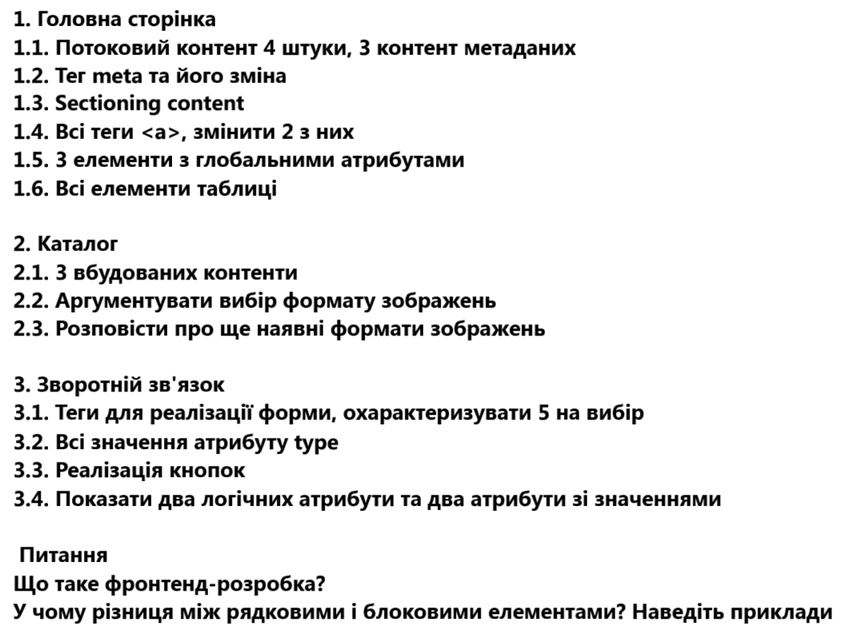 1. Головна сторінка
1.1. Потоковий контент 4 штуки, 3 контент метаданих
1.2. Тег meta та його зміна
1.3. Sectioning content
1.4. Всі теги <a>, змінити 2 з них
1.5. 3 елементи з глобальними атрибутами
1.6. Всі елементи таблиці
2. Каталог
2.1. 3 вбудованих контенти
2.2. Аргументувати вибір формату зображень
2.3. Розповісти про ще наявні формати зображень
3. Зворотній зв'язок
3.1. Теги для реалізації форми, охарактеризувати 5 на вибір
3.2. Всі значення атрибуту type
3.3. Реалізація кнопок
3.4. Показати два логічних атрибути та два атрибути зі значеннями
Питання
Що таке фронтенд-розробка?
У чому різниця між рядковими і блоковими елементами? Наведіть приклади